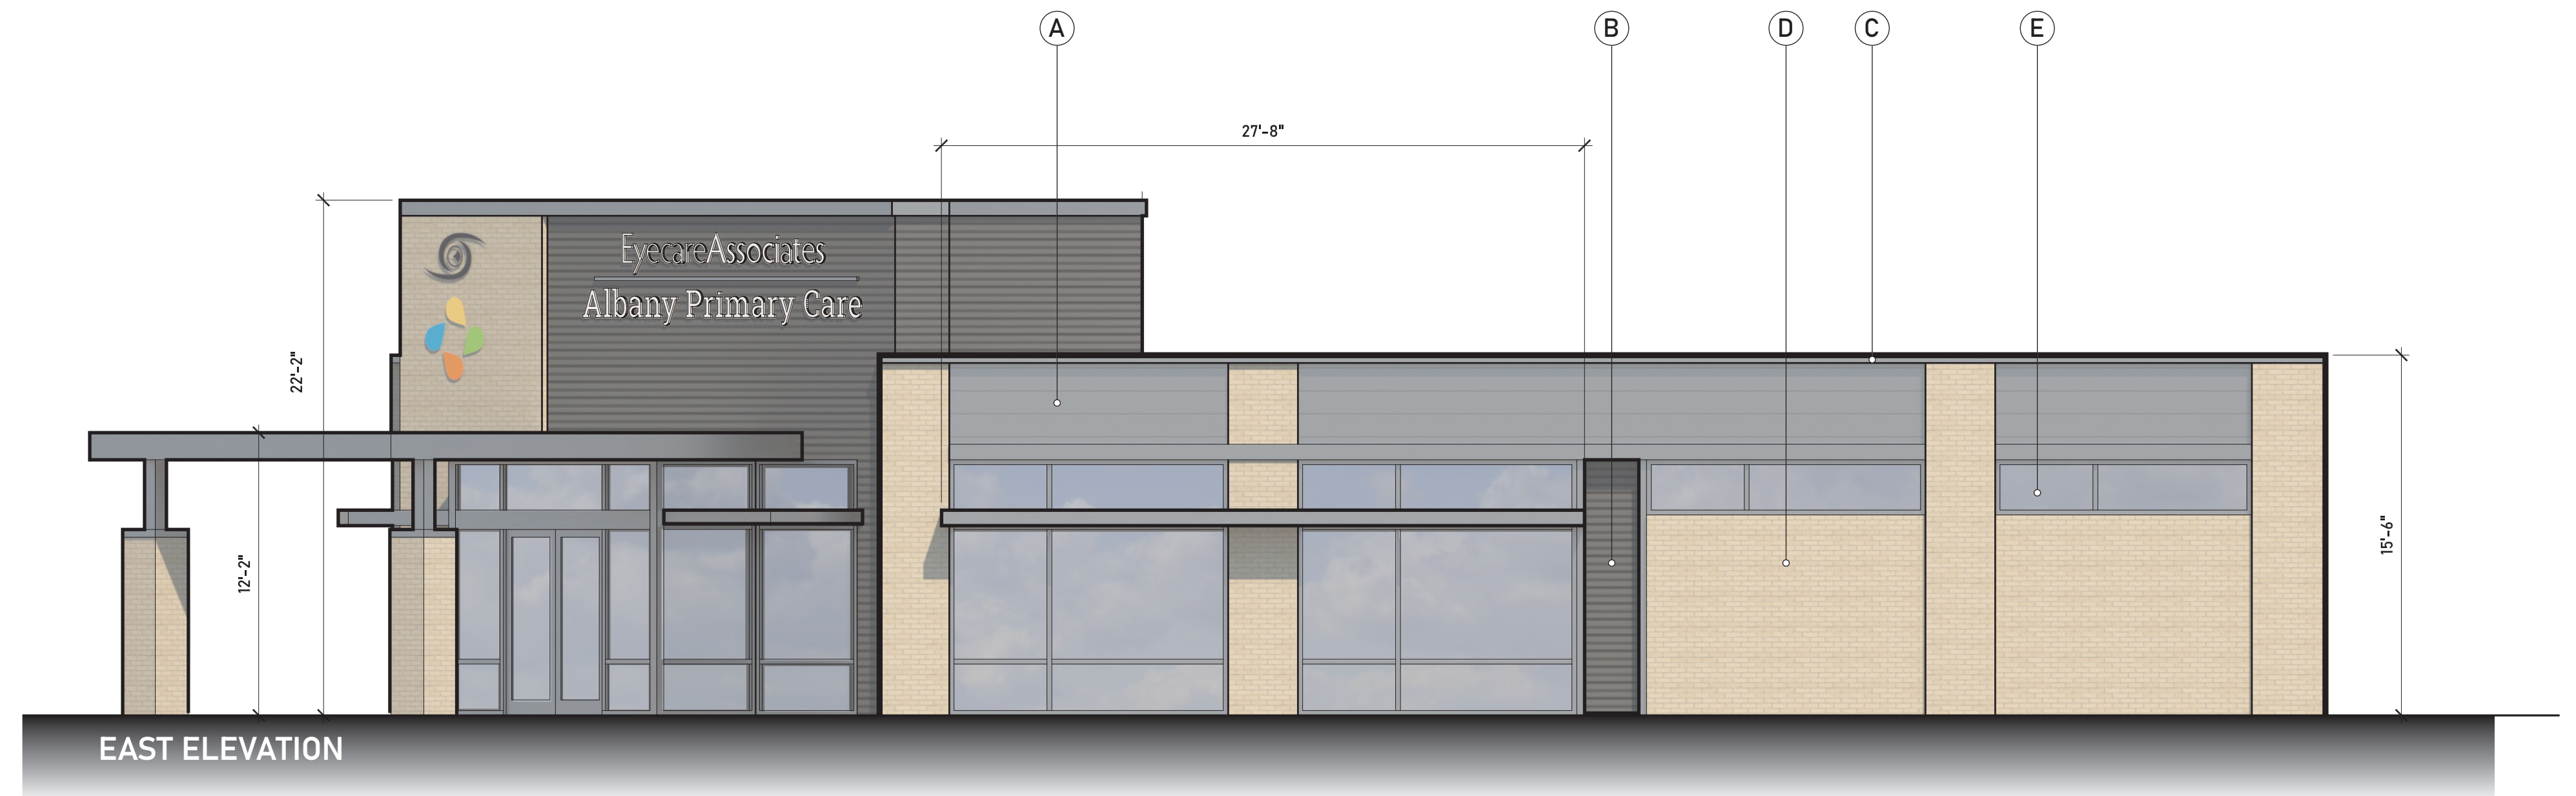 A
B
D
C
E
27'-8"
22'-2"
EyecareAssociates
Albany Primary Care
12'-2"
15'-6"
EAST ELEVATION